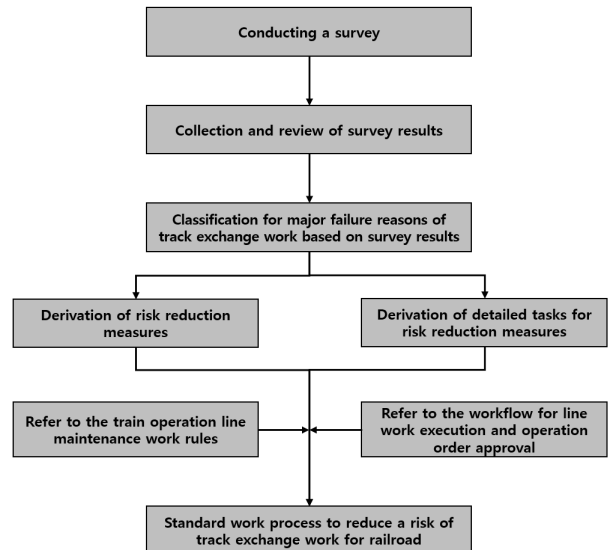 Conducting a survey
Collection and review of survey results
Classification for major failure reasons of
track exchange work based on survey results
Derivation of risk reduction
measures
Derivation of detailed tasks for
risk reduction measures
Refer to the train operation line
maintenance work rules
Refer to the workflow for line
work execution and operation
order approval
Standard work process to reduce a risk of
track exchange work for railroad